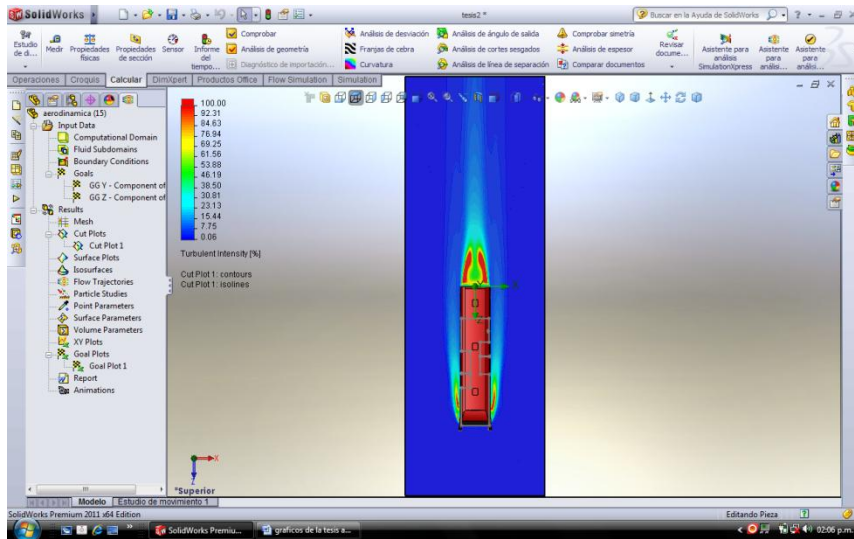 SolidWorks
tesis2 *
Buscar en la Ayuda de SolidWorks
Estudio de di...
Medir
Propiedades físicas
Propiedades de sección
Sensor
Informe del tiempo...
Comprobar
Análisis de geometría
Diagnóstico de importación...
Análisis de desviación
Franjas de cebra
Curvatura
Análisis de ángulo de salida
Análisis de cortes sesgados
Análisis de línea de separación
Comprobar simetría
Análisis de espesor
Comparar documentos
Revisar docume...
Asistente para análisis SimulationXpress
Asistente para análisi...
Asistente para análisi...
Operaciones Croquis Calcular DimXpert Productos Office Flow Simulation Simulation
aerodinamica (15)
Input Data
Computational Domain
Fluid Subdomains
Boundary Conditions
Goals
GG Y - Component of
GG Z - Component of
Results
Mesh
Cut Plots
Cut Plot 1
Surface Plots
Isosurfaces
Flow Trajectories
Particle Studies
Point Parameters
Surface Parameters
Volume Parameters
XY Plots
Goal Plots
Goal Plot 1
Report
Animations
100.00
92.31
84.63
76.94
69.25
61.56
53.88
46.19
38.50
30.81
23.13
15.44
7.75
0.06
Turbulent Intensity [%]
Cut Plot 1: contours
Cut Plot 1: isolines
X
Z
*Superior
Modelo Estudio de movimiento 1
SolidWorks Premium 2011 x64 Edition
Editando Pieza
SolidWorks Premiu...
graficos de la tesis a...
02:06 p.m.